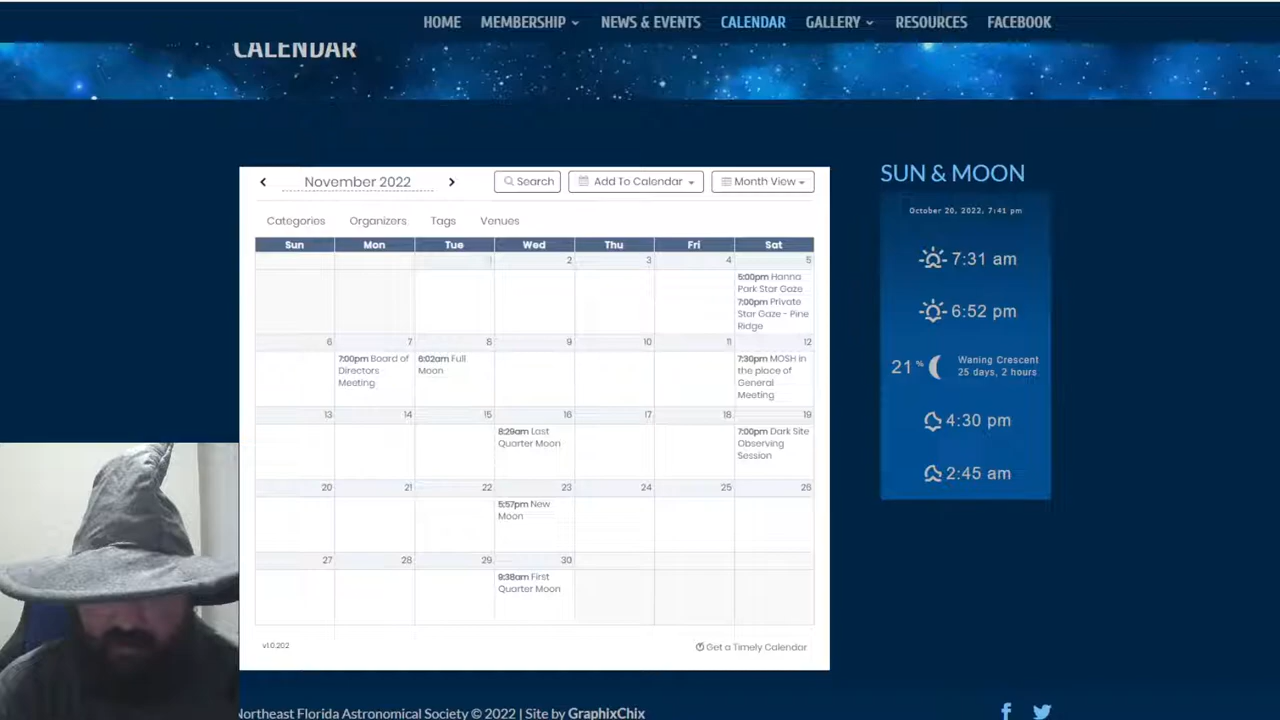 HOME MEMBERSHIP NEWS & EVENTS CALENDAR GALLERY RESOURCES FACEBOOK
CALENDAR
November 2022 Search Add To Calendar Month View
Categories Organizers Tags Venues
Sun Mon Tue Wed Thu Fri Sat
1 2 3 4 5
5:00pm Hanna
Park Star Gaze
7:00pm Private
Star Gaze - Pine
Ridge
6 7 8 9 10 11 12
7:00pm Board of
Directors
Meeting
6:02am Full
Moon
7:30pm MOSH in
the place of
General
Meeting
13 14 15 16 17 18 19
8:29am Last
Quarter Moon
7:00pm Dark Site
Observing
Session
20 21 22 23 24 25 26
5:57pm New
Moon
27 28 29 30
9:38am First
Quarter Moon
v1.0.202
Get a Timely Calendar
SUN & MOON
October 20, 2022, 7:41 pm
7:31 am
6:52 pm
21 % Waning Crescent
25 days, 2 hours
4:30 pm
2:45 am
Northeast Florida Astronomical Society © 2022 | Site by GraphixChix